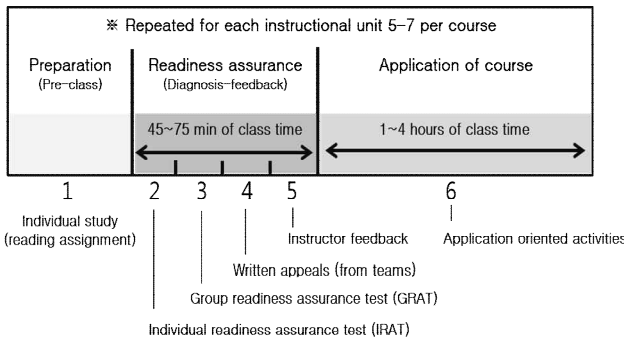 ※ Repeated for each instructional unit 5-7 per course
Preparation
(Pre-class)
Readiness assurance
(Diagnosis-feedback)
Application of course
45~75 min of class time
1~4 hours of class time
1
2
3
4
5
6
Individual study
(reading assignment)
Instructor feedback
Application oriented activities
Written appeals (from teams)
Group readiness assurance test (GRAT)
Individual readiness assurance test (IRAT)